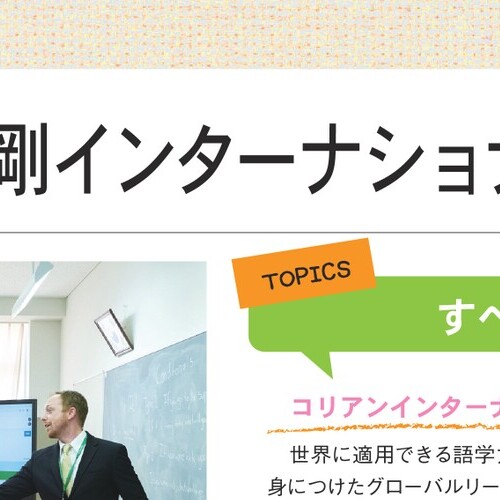 剛インターナショ
TOPICS
すべ
コリアンインターナ
世界に適用できる語学
身につけたグローバルリー